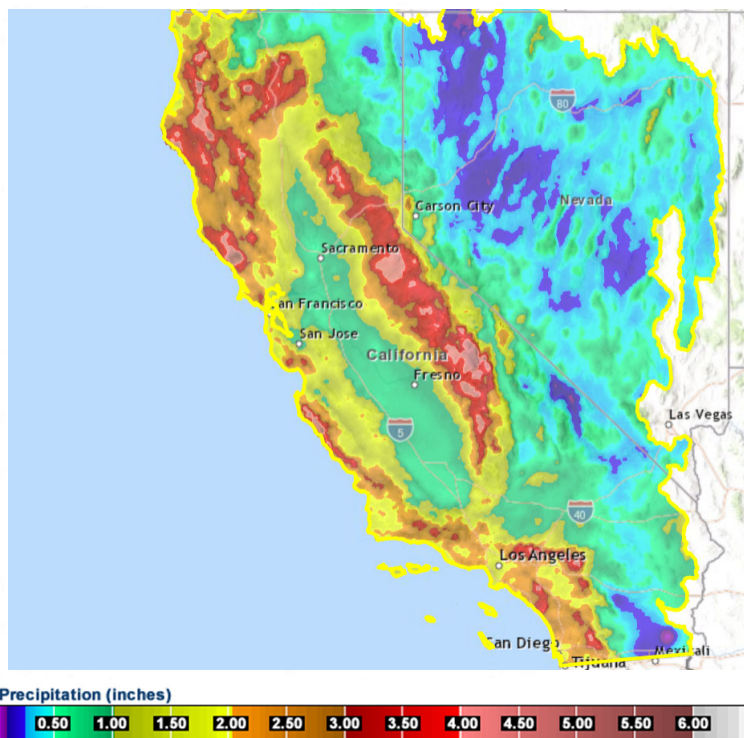 80
Nevada
Carson City
Sacramento
an Francisco
San Jose
California
Fresno
5
Las Vegas
40
Los Angeles
San Diego
Mexicali
Tijuana
Precipitation (inches)
0.50 1.00 1.50 2.00 2.50 3.00 3.50 4.00 4.50 5.00 5.50 6.00